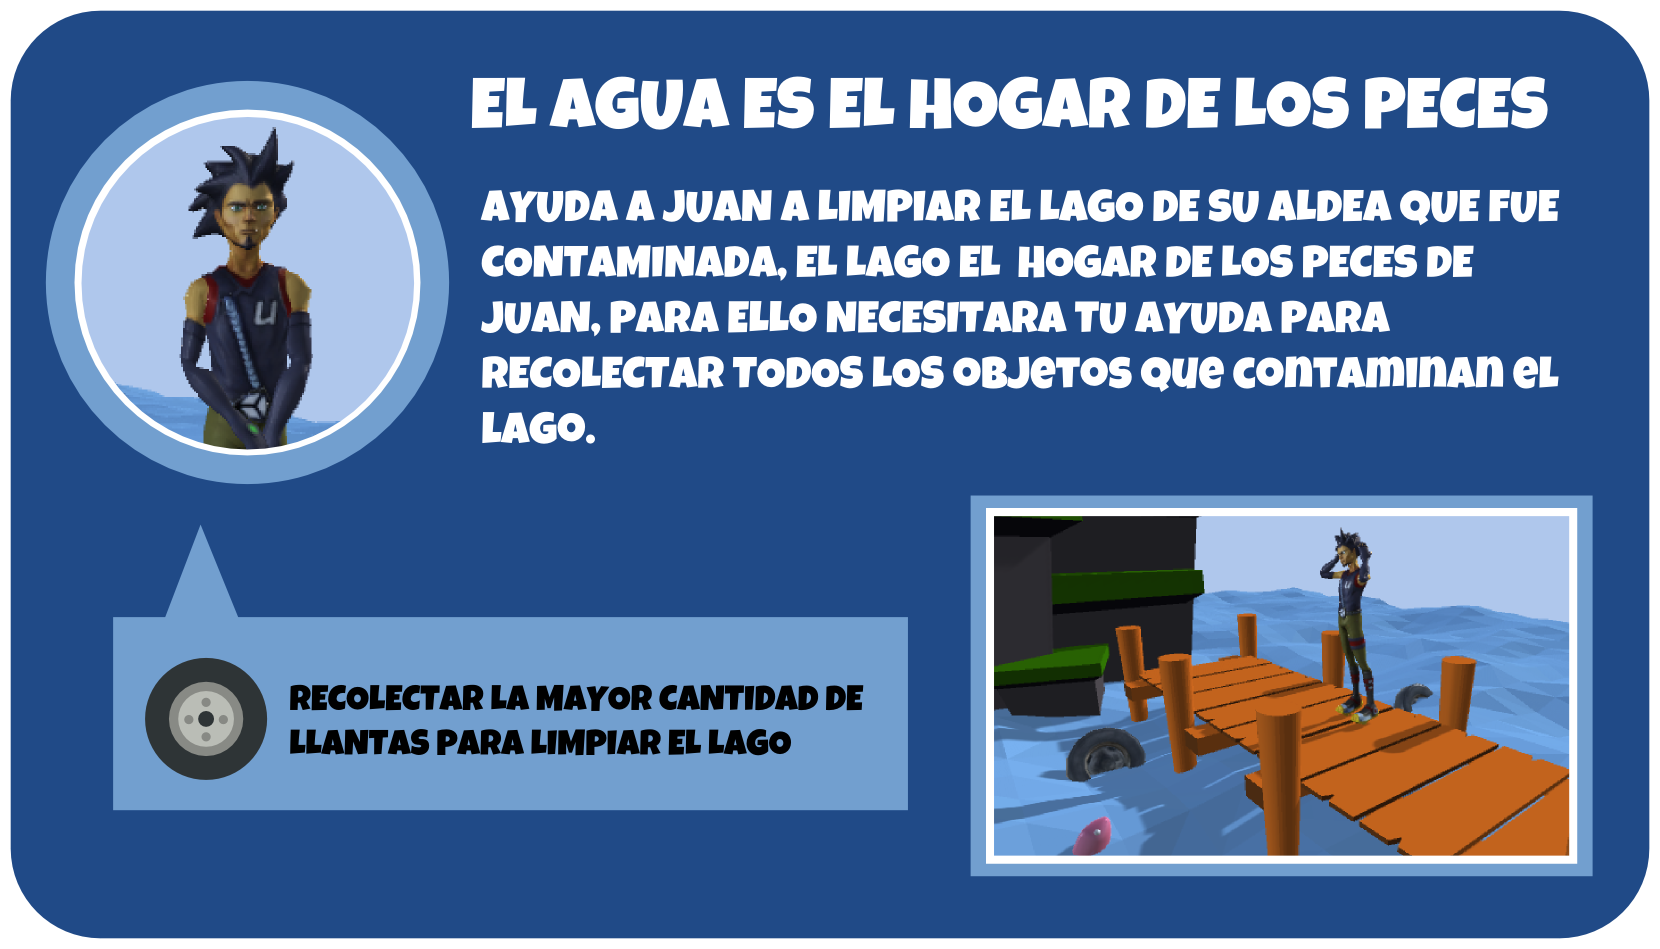 EL AGUA ES EL HOGAR DE LOS PECES
AYUDA A JUAN A LIMPIAR EL LAGO DE SU ALDEA QUE FUE
CONTAMINADA, EL LAGO EL HOGAR DE LOS PECES DE
JUAN, PARA ELLO NECESITARA TU AYUDA PARA
RECOLECTAR TODOS LOS OBJeTOS Que CONTAMINAN eL
LAGO.
U
RECOLECTAR LA MAYOR CANTIDAD DE
LLANTAS PARA LIMPIAR EL LAGO